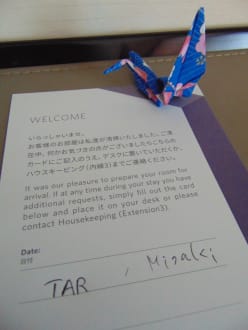 WELCOME
いらっしゃいませ。
お客様のお部屋は私達が清掃いたしました。ご滞
在中、何かお気づきの点がございましたらこちらの
カードにご記入のうえ、デスクに置いていただくか、
ハウスキーピング(内線3)までご連絡ください。
It was our pleasure to prepare your room for
arrival. If at any time during your stay you have
additional requests, simply fill out the card
below and place it on your desk or please
contact Housekeeping (Extension3).
Date:
日付
TAR , Misaki